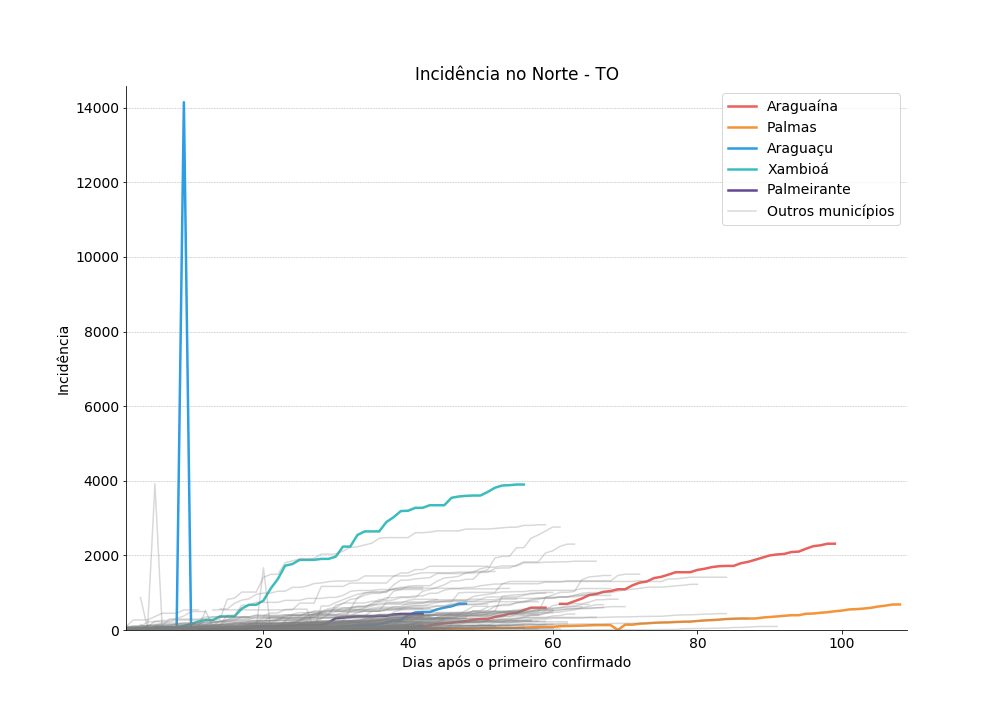 Incidência no Norte - TO
Incidência
14000
12000
10000
8000
6000
4000
2000
0
Araguaína
Palmas
Araguaçu
Xambioá
Palmeirante
Outros municípios
20
40
60
80
100
Dias após o primeiro confirmado